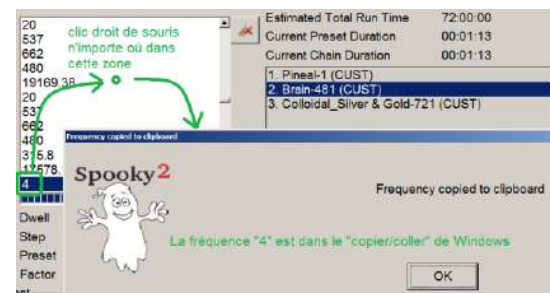 20
537
662
480
19169.38
20
537
662
480
315.8
17578.
4
clic droit de souris
n'importe où dans
cette zone
Estimated Total Run Time 72:00:00
Current Preset Duration 00:01:13
Current Chain Duration 00:01:13
1. Pineal-1 (CUST)
2. Brain-481 (CUST)
3. Colloidal_Silver & Gold-721 (CUST)
Frequency copied to clipboard
Spooky2
Frequency copied to clipboard
La fréquence "4" est dans le "copier/coller" de Windows
OK
Dwell
Step
Preset
Factor